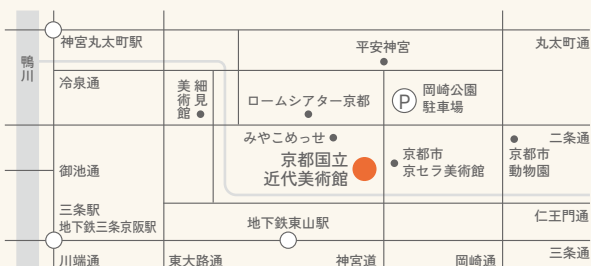 神宮丸太町駅
平安神宮
丸太町通
鴨川
冷泉通
細見
美術館
ロームシアター京都
P
岡崎公園
駐車場
みやこめっせ
二条通
京都国立
近代美術館
京都市
京セラ美術館
京都市
動物園
御池通
三条駅
地下鉄三条京阪駅
地下鉄東山駅
仁王門通
川端通
東大路通
神宮道
岡崎通
三条通